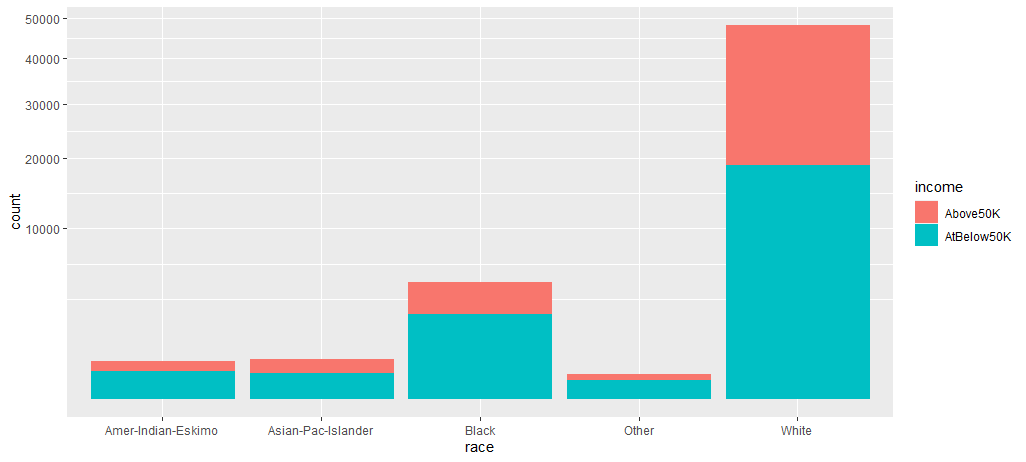 50000
40000
30000
20000
10000
count
Amer-Indian-Eskimo
Asian-Pac-Islander
Black
Other
White
race
income
Above50K
AtBelow50K